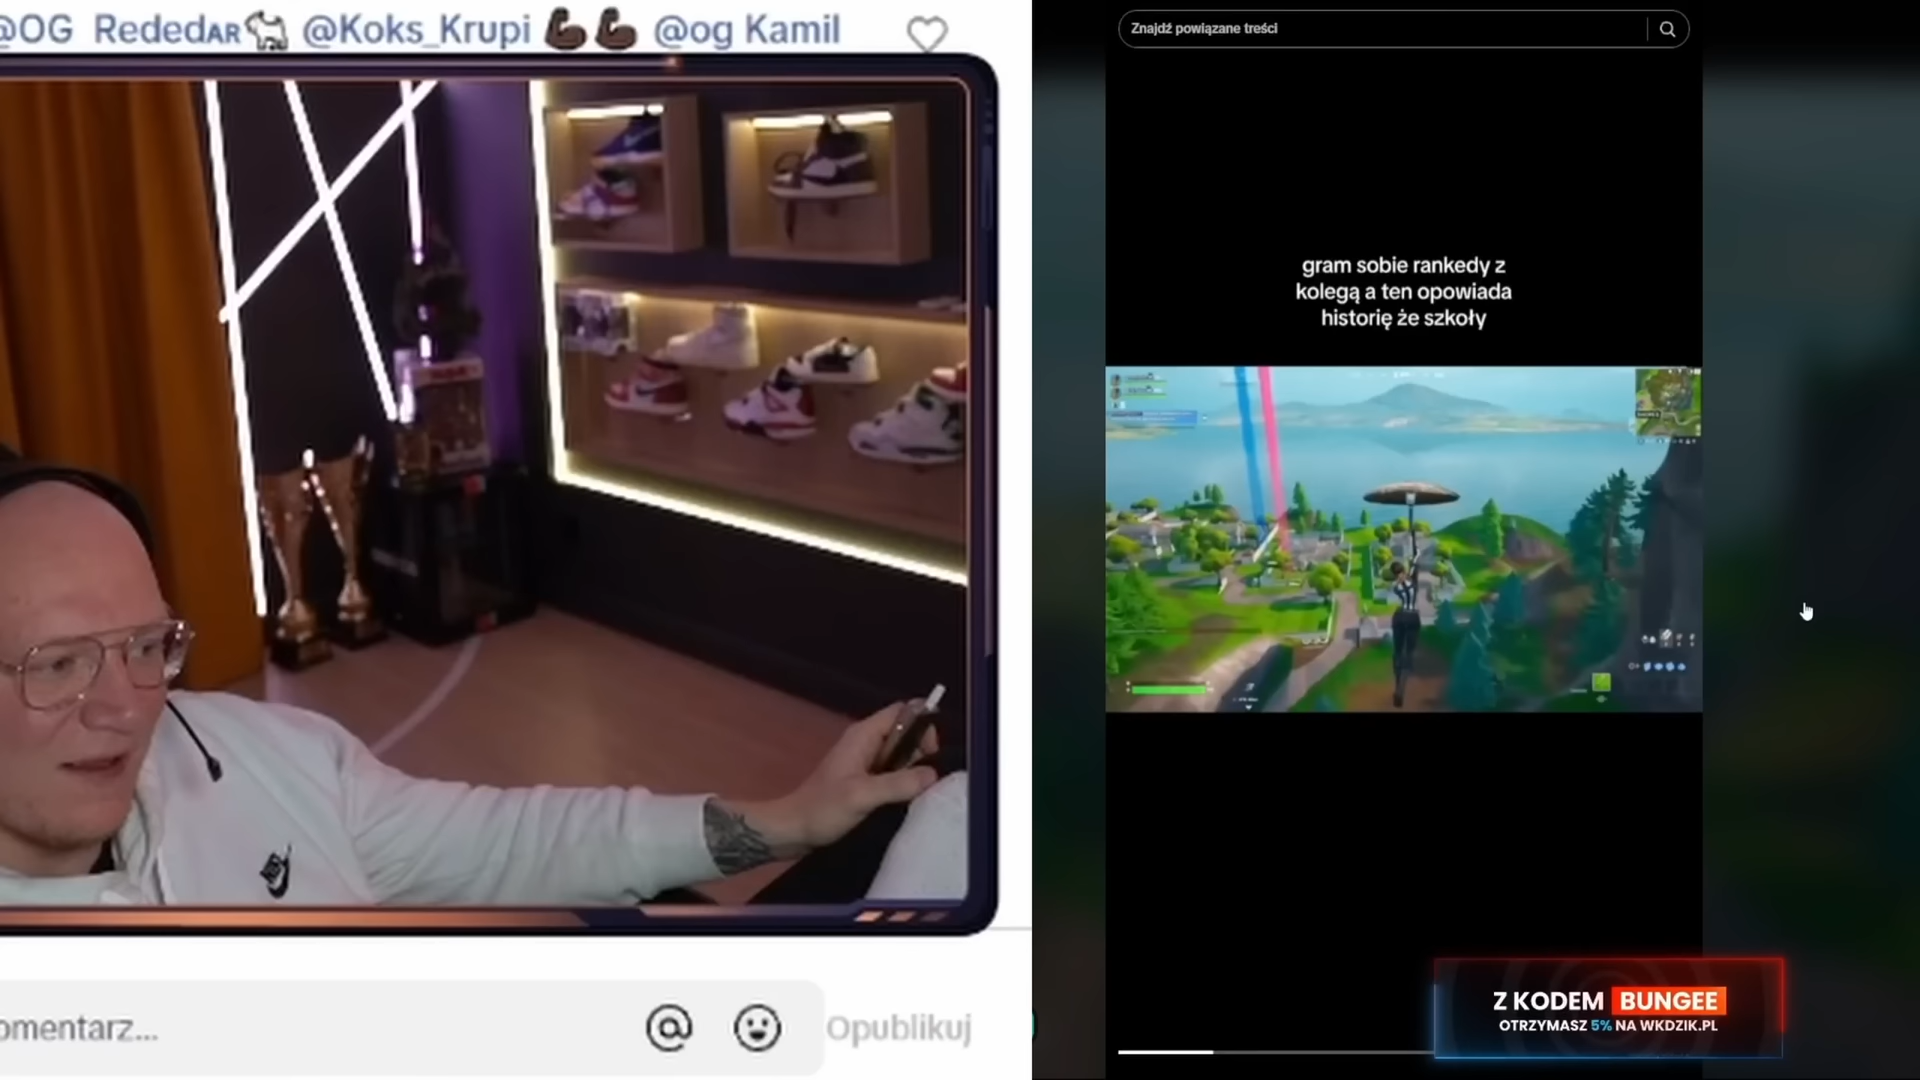 @OG RededAR @Koks_Krupi @og Kamil
omentarz...
Opublikuj
Znajdź powiązane treści
gram sobie rankedy z
kolegą a ten opowiada
historię że szkoły
Z KODEM BUNGEE
OTRZYMASZ 5% NA WKDZIK.PL